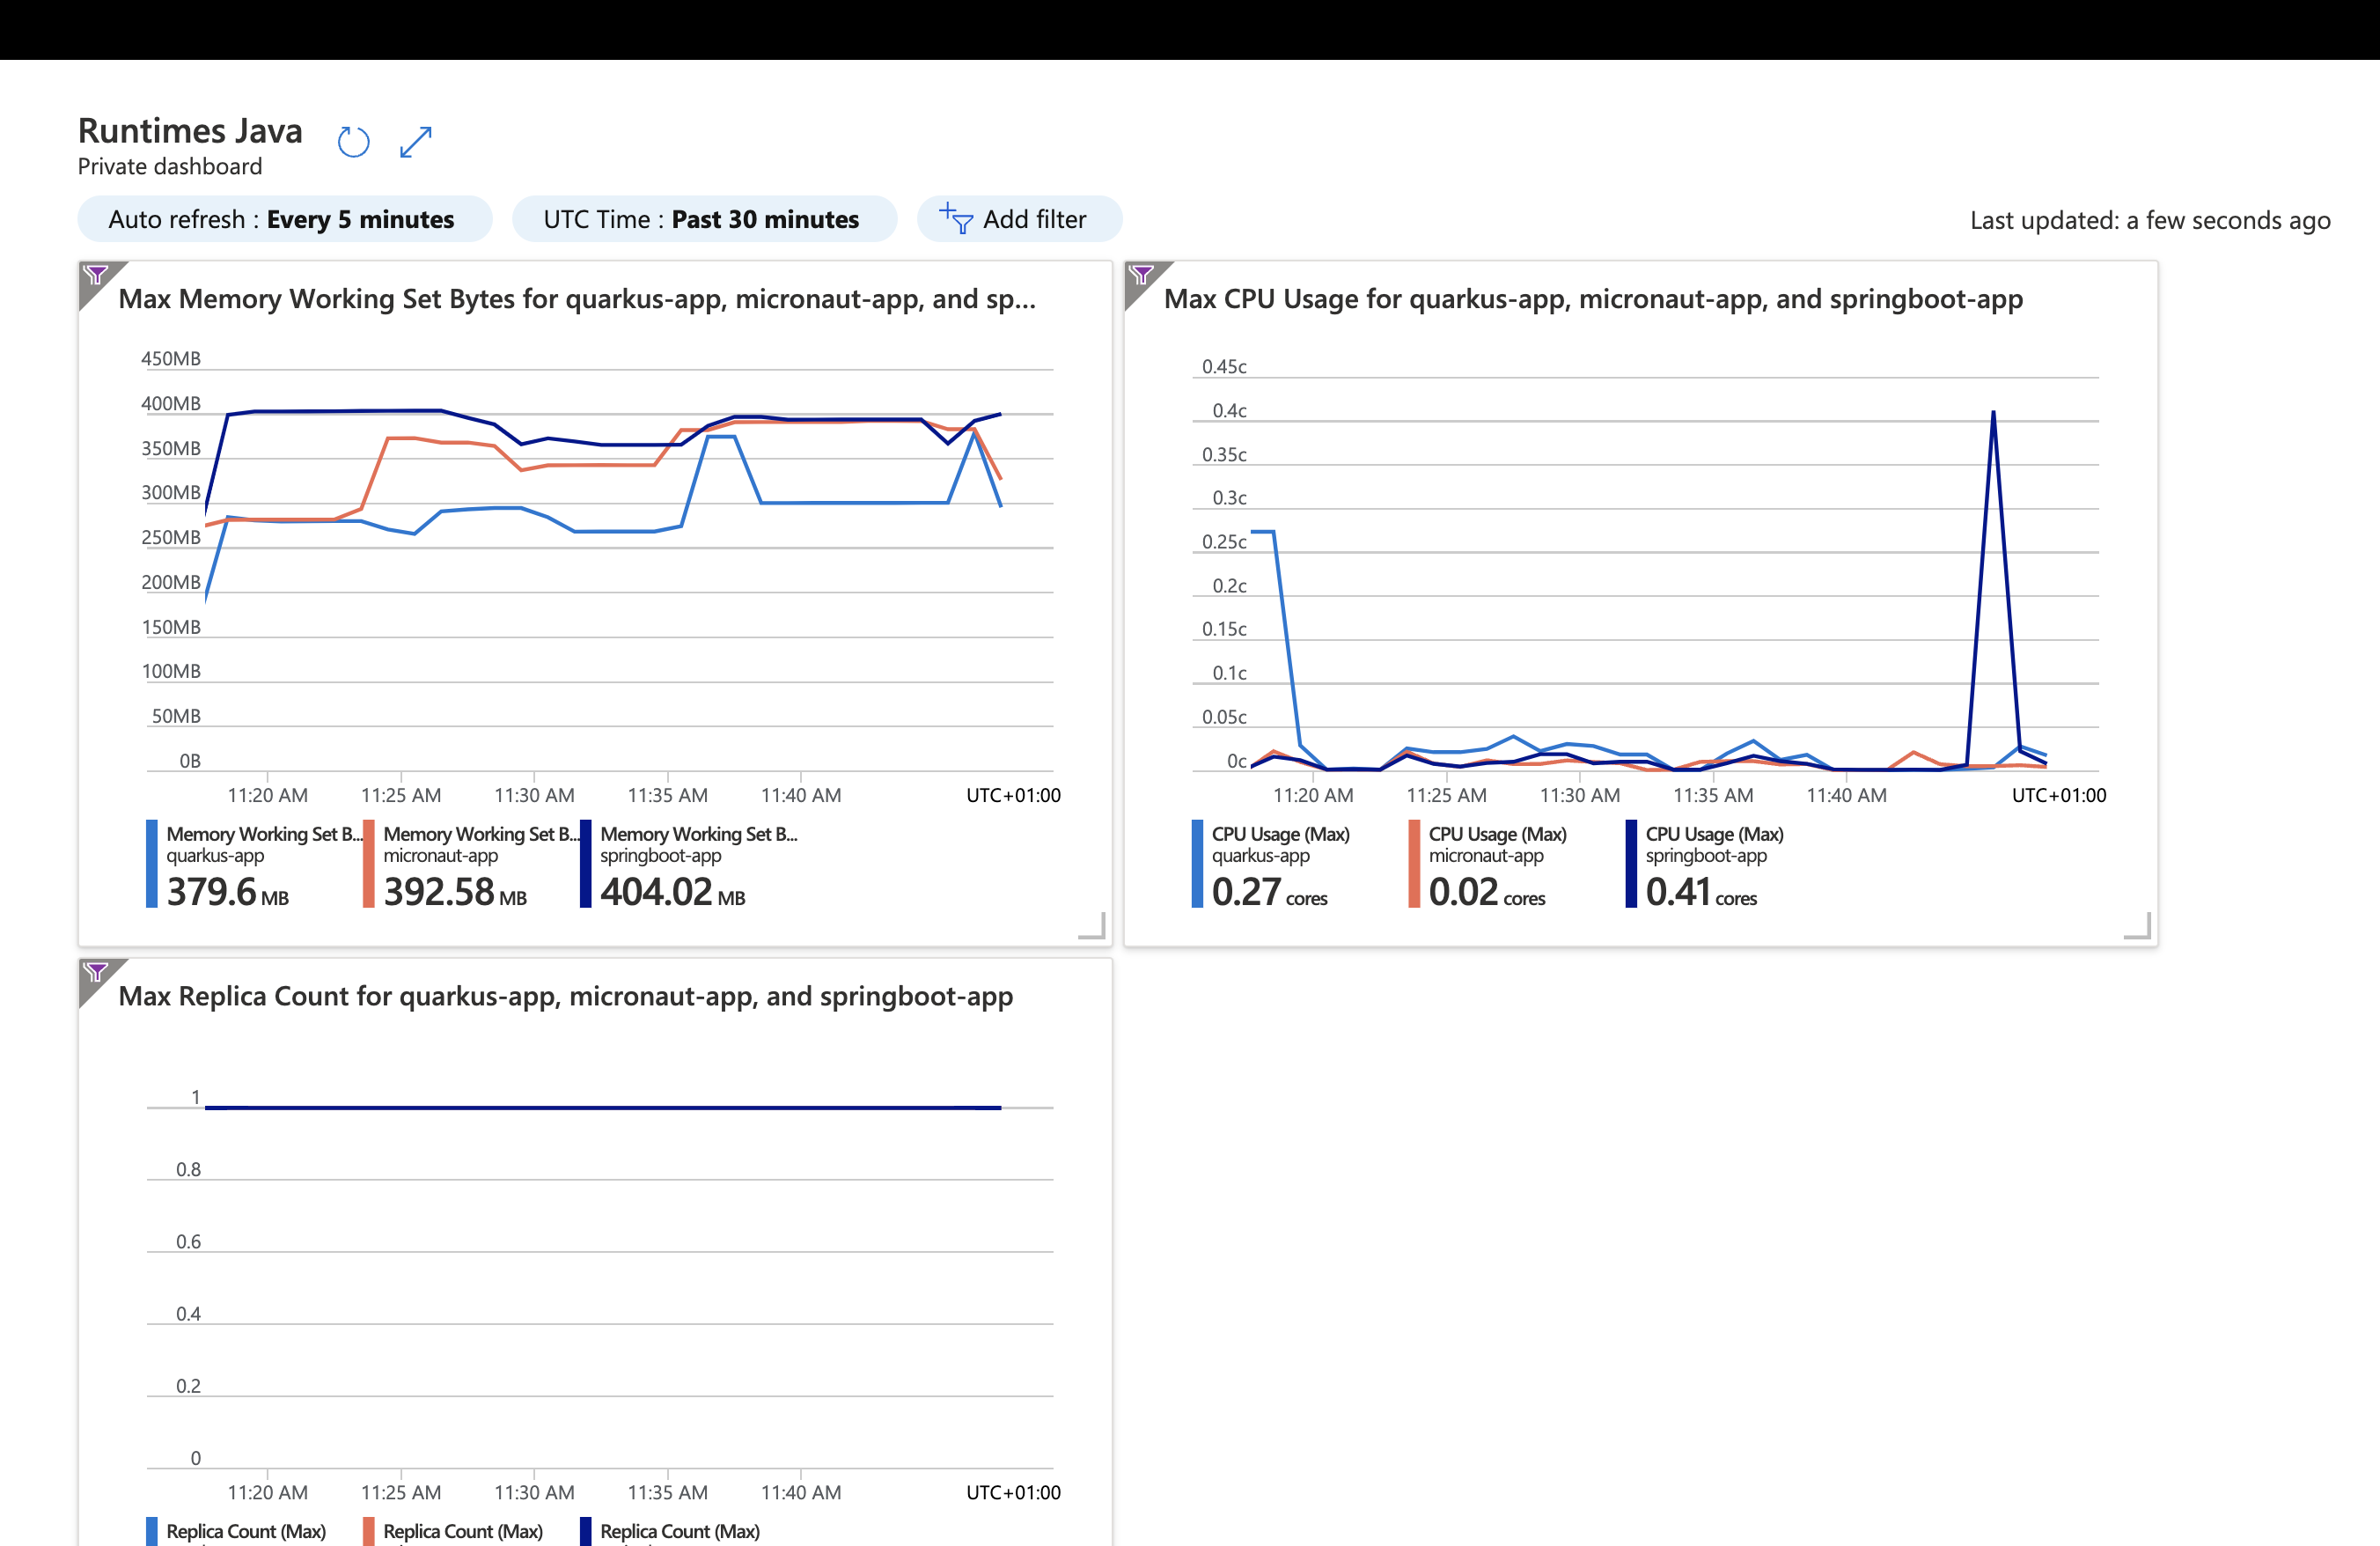 Runtimes Java
Private dashboard
Auto refresh : Every 5 minutes
UTC Time : Past 30 minutes
Add filter
Last updated: a few seconds ago
Max Memory Working Set Bytes for quarkus-app, micronaut-app, and sp...
450MB
400MB
350MB
300MB
250MB
200MB
150MB
100MB
50MB
0B
11:20 AM
11:25 AM
11:30 AM
11:35 AM
11:40 AM
UTC+01:00
Memory Working Set B...
quarkus-app
379.6 MB
Memory Working Set B...
micronaut-app
392.58 MB
Memory Working Set B...
springboot-app
404.02 MB
Max CPU Usage for quarkus-app, micronaut-app, and springboot-app
0.45c
0.4c
0.35c
0.3c
0.25c
0.2c
0.15c
0.1c
0.05c
0c
11:20 AM
11:25 AM
11:30 AM
11:35 AM
11:40 AM
UTC+01:00
CPU Usage (Max)
quarkus-app
0.27 cores
CPU Usage (Max)
micronaut-app
0.02 cores
CPU Usage (Max)
springboot-app
0.41 cores
Max Replica Count for quarkus-app, micronaut-app, and springboot-app
1
0.8
0.6
0.4
0.2
0
11:20 AM
11:25 AM
11:30 AM
11:35 AM
11:40 AM
UTC+01:00
Replica Count (Max)
Replica Count (Max)
Replica Count (Max)